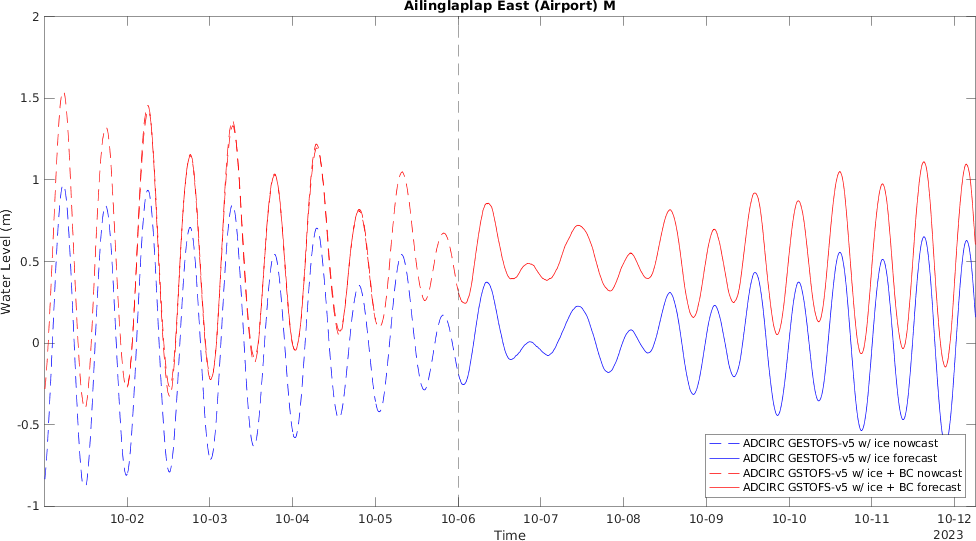 Ailinglaplap East (Airport) M
2
1.5
1
0.5
0
-0.5
-1
Water Level (m)
10-02 10-03 10-04 10-05 10-06 10-07 10-08 10-09 10-10 10-11 10-12
Time
2023
ADCIRC GESTOFS-v5 w/ ice nowcast
ADCIRC GESTOFS-v5 w/ ice forecast
ADCIRC GSTOFS-v5 w/ ice + BC nowcast
ADCIRC GSTOFS-v5 w/ ice + BC forecast